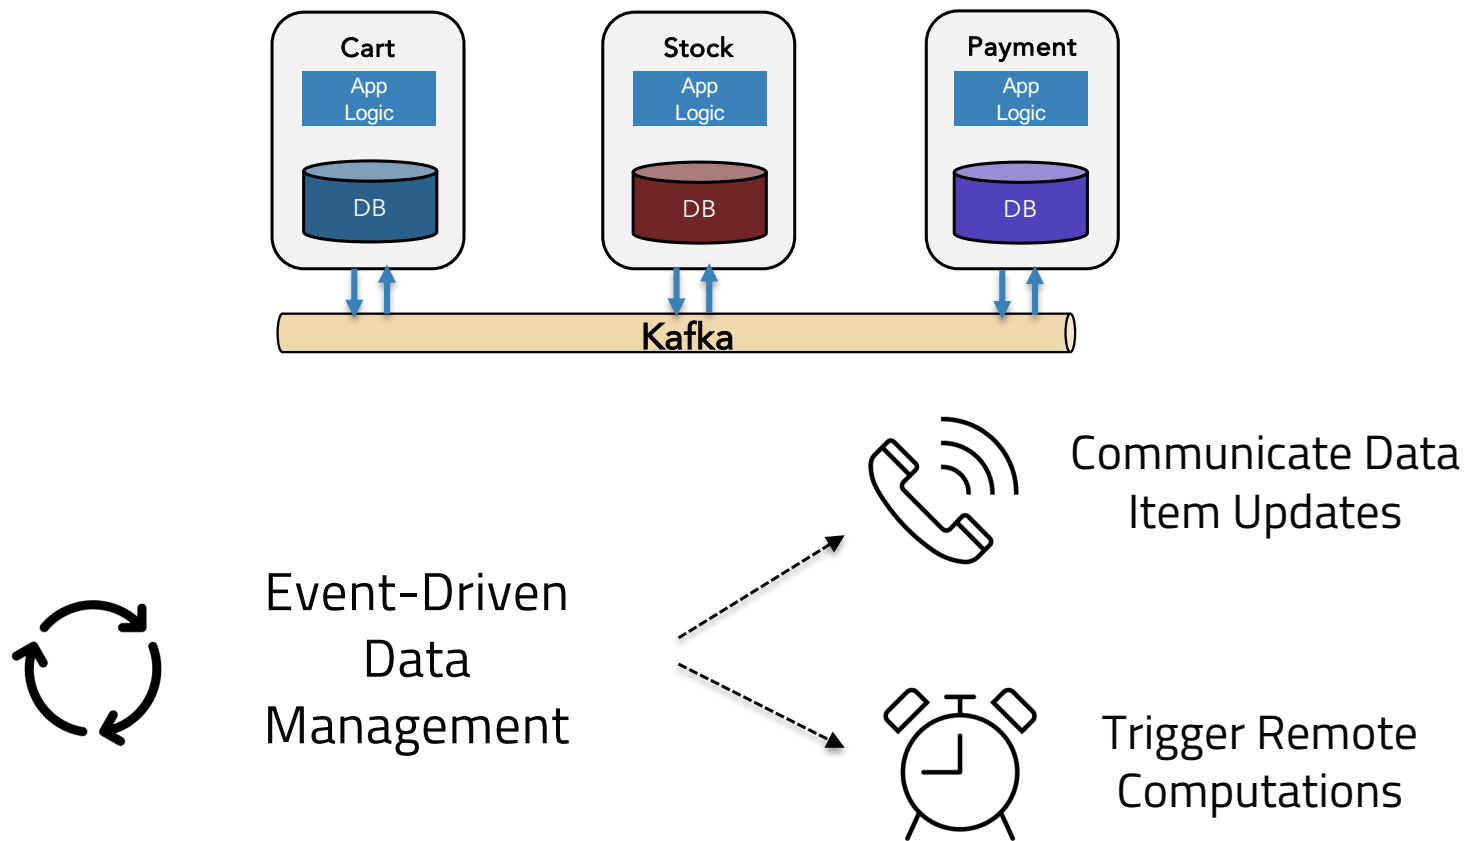 Cart
App
Logic
DB
Stock
App
Logic
DB
Payment
App
Logic
DB
Kafka
Event-Driven
Data
Management
Communicate Data
Item Updates
Trigger Remote
Computations